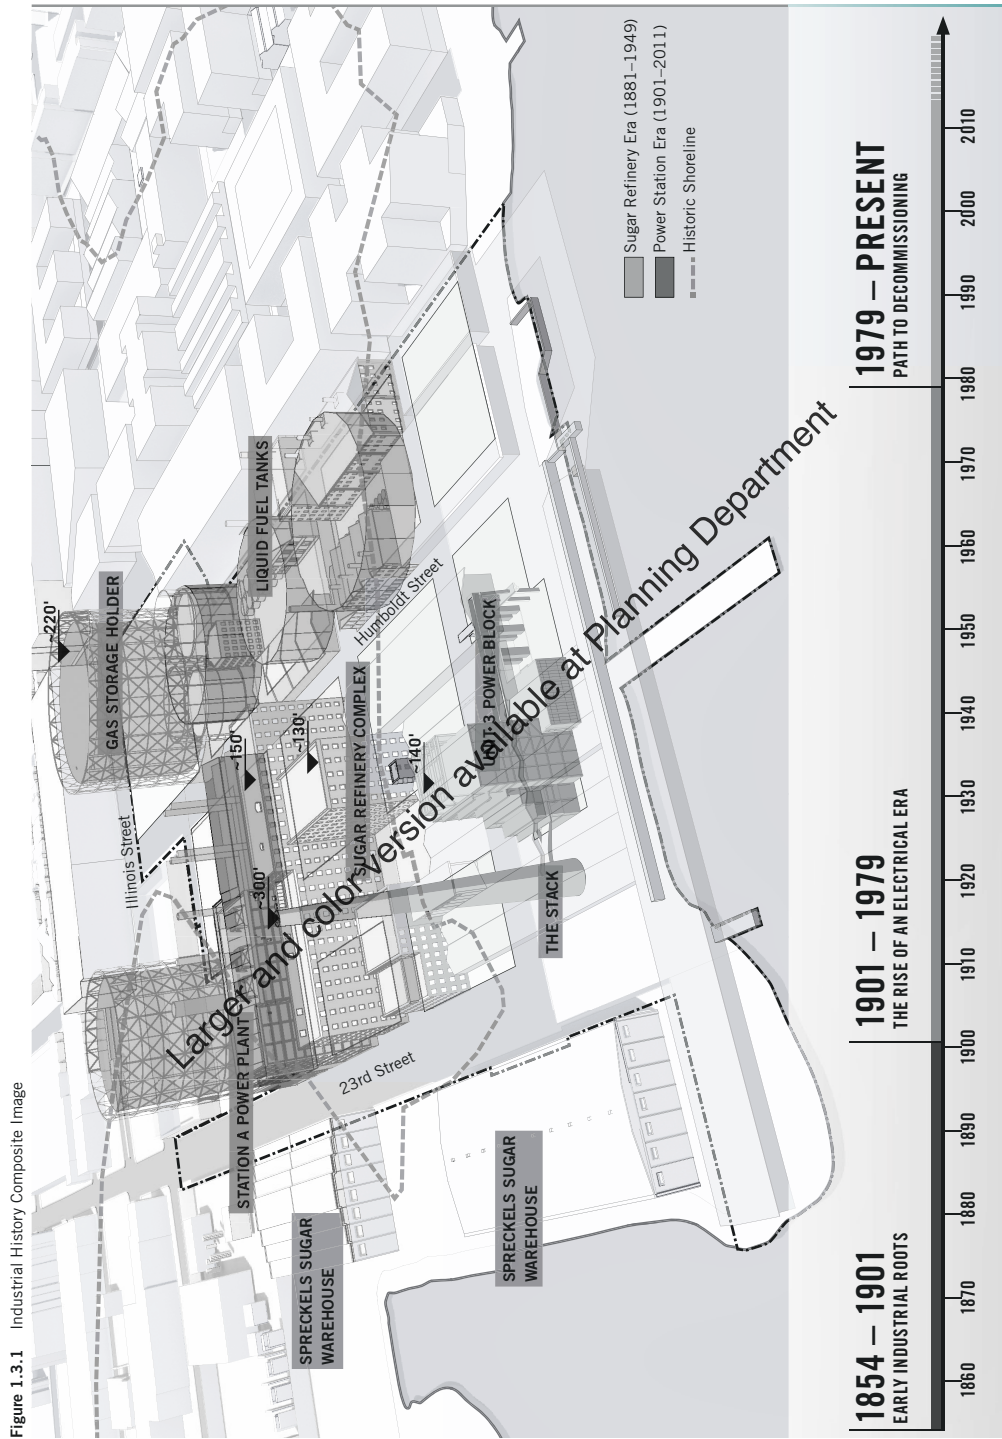 Figure 1.3.1 Industrial History Composite Image
~220'
GAS STORAGE HOLDER
LIQUID FUEL TANKS
Illinois Street
~150'
~130'
Humboldt Street
SUGAR REFINERY COMPLEX
~140'
UNIT 3 POWER BLOCK
~300'
THE STACK
STATION A POWER PLANT
23rd Street
SPRECKELS SUGAR
WAREHOUSE
SPRECKELS SUGAR
WAREHOUSE
Larger and color version available at Planning Department
Sugar Refinery Era (1881–1949)
Power Station Era (1901–2011)
Historic Shoreline
1854 – 1901
EARLY INDUSTRIAL ROOTS
1901 – 1979
THE RISE OF AN ELECTRICAL ERA
1979 – PRESENT
PATH TO DECOMMISSIONING
1860 1870 1880 1890 1900 1910 1920 1930 1940 1950 1960 1970 1980 1990 2000 2010